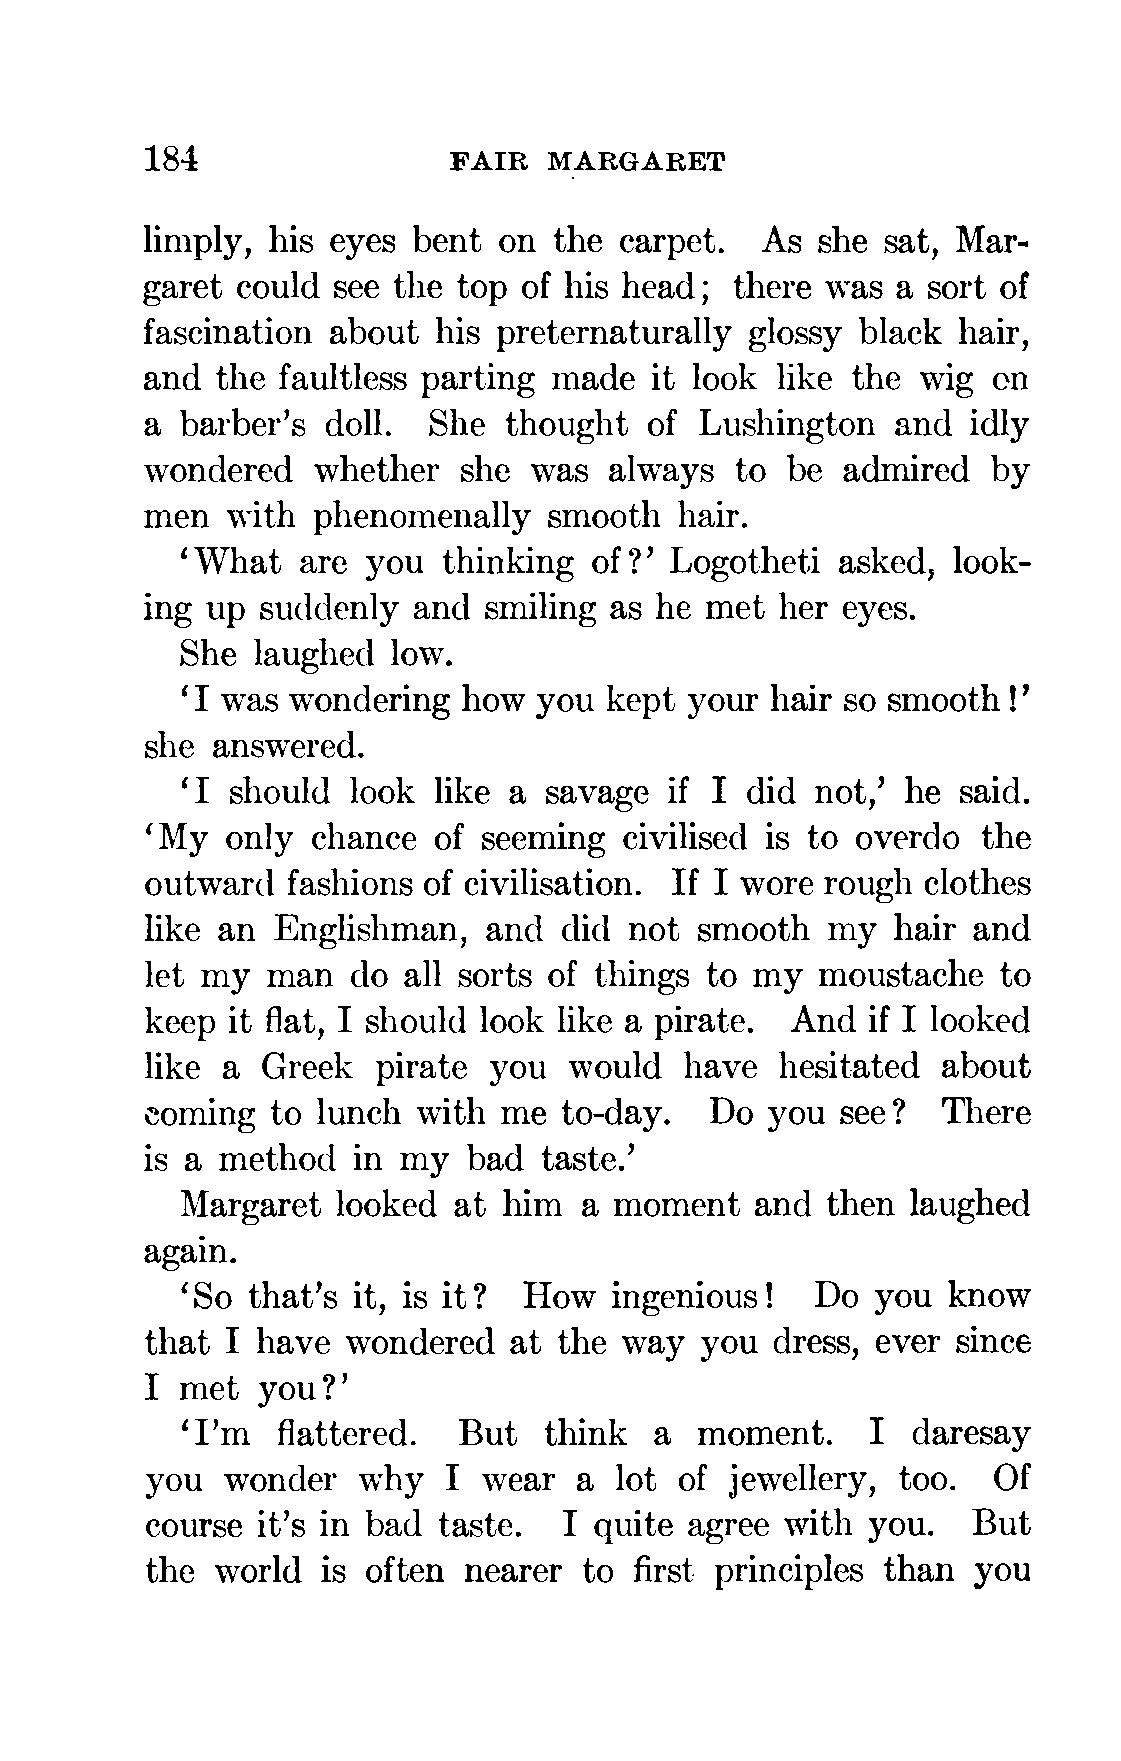 184 FAIR MARGARET
limply, his eyes bent on the carpet. As she sat, Mar-
garet could see the top of his head; there was a sort of
fascination about his preternaturally glossy black hair,
and the faultless parting made it look like the wig on
a barber's doll. She thought of Lushington and idly
wondered whether she was always to be admired by
men with phenomenally smooth hair.
'What are you thinking of?' Logotheti asked, look-
ing up suddenly and smiling as he met her eyes.
She laughed low.
'I was wondering how you kept your hair so smooth!'
she answered.
'I should look like a savage if I did not,' he said.
'My only chance of seeming civilised is to overdo the
outward fashions of civilisation. If I wore rough clothes
like an Englishman, and did not smooth my hair and
let my man do all sorts of things to my moustache to
keep it flat, I should look like a pirate. And if I looked
like a Greek pirate you would have hesitated about
coming to lunch with me to-day. Do you see? There
is a method in my bad taste.'
Margaret looked at him a moment and then laughed
again.
'So that's it, is it? How ingenious! Do you know
that I have wondered at the way you dress, ever since
I met you?'
'I'm flattered. But think a moment. I daresay
you wonder why I wear a lot of jewellery, too. Of
course it's in bad taste. I quite agree with you. But
the world is often nearer to first principles than you